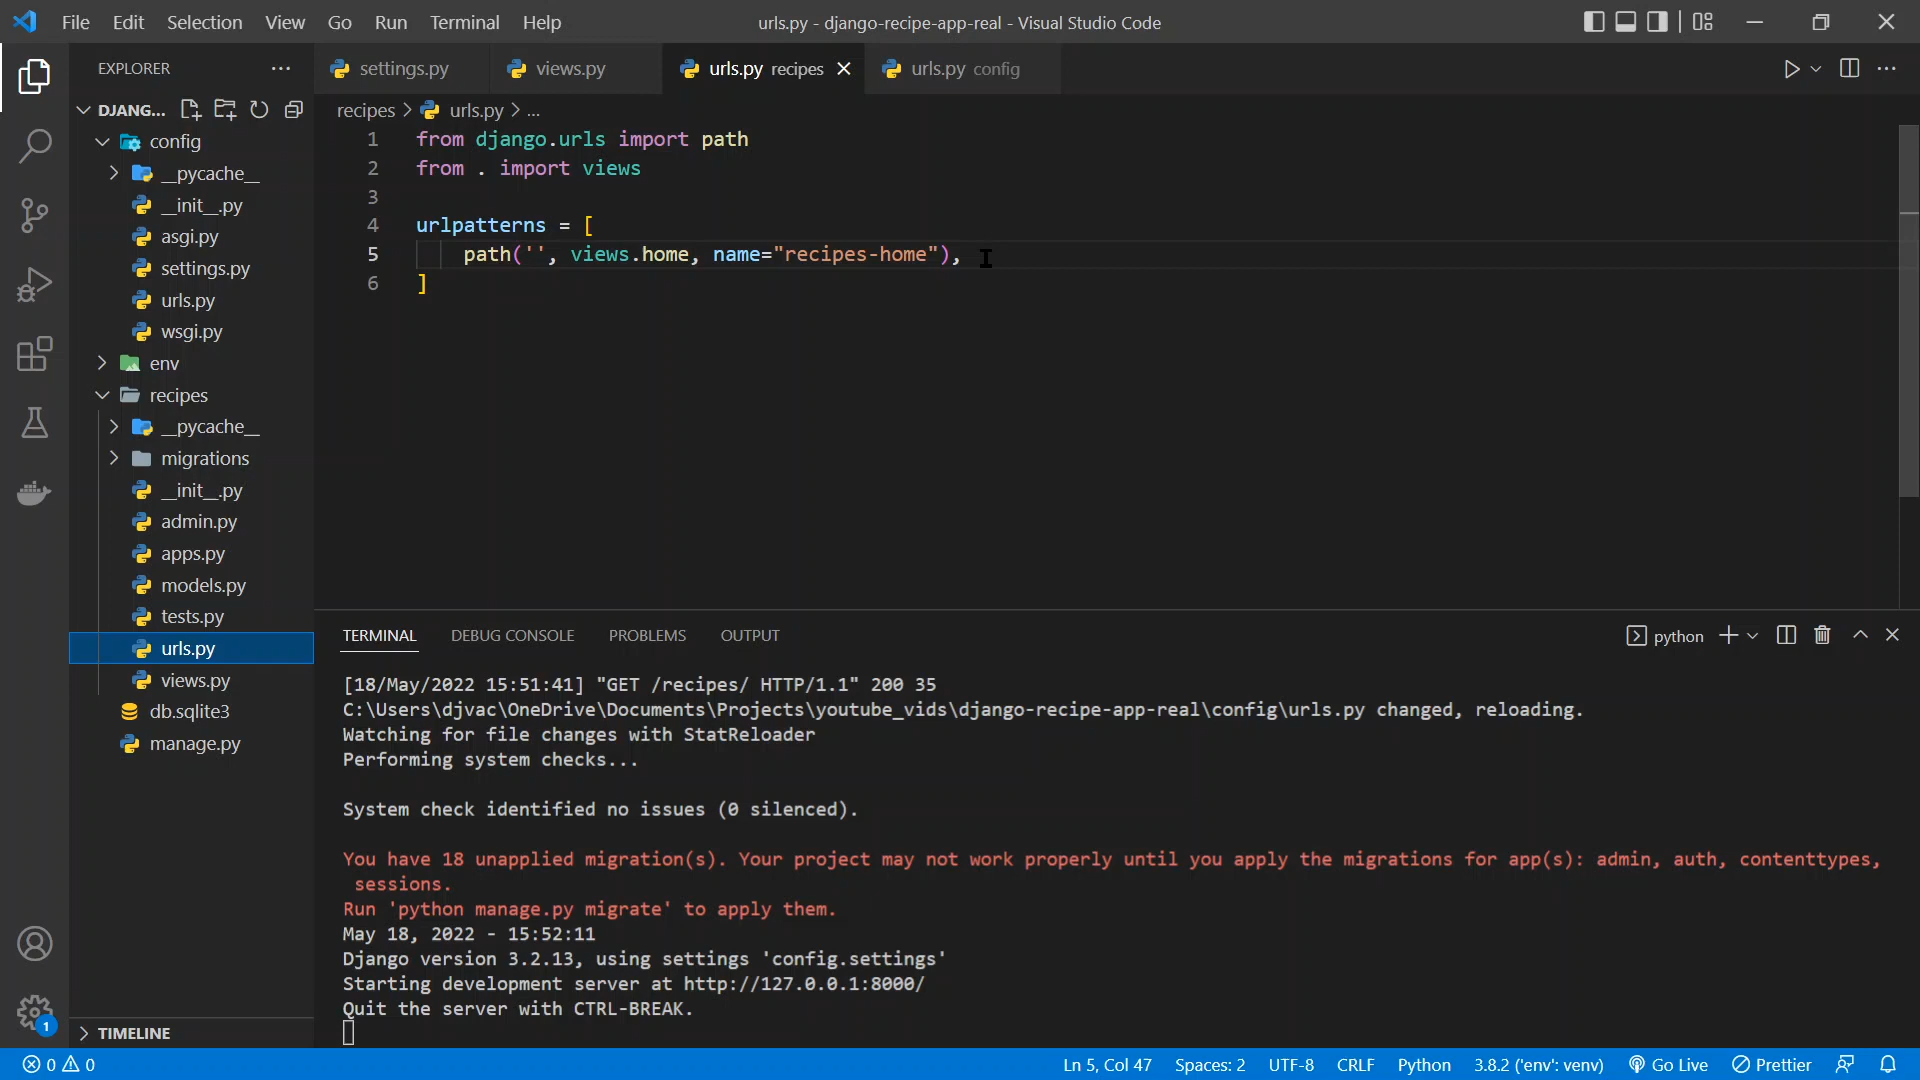 File Edit Selection View Go Run Terminal Help
urls.py - django-recipe-app-real - Visual Studio Code
EXPLORER
DJANG...
config
__pycache__
__init__.py
asgi.py
settings.py
urls.py
wsgi.py
env
recipes
__pycache__
migrations
__init__.py
admin.py
apps.py
models.py
tests.py
urls.py
views.py
db.sqlite3
manage.py
TIMELINE
settings.py
views.py
urls.py recipes
urls.py config
recipes > urls.py > ...
1 from django.urls import path
2 from . import views
3
4 urlpatterns = [
5 path('', views.home, name="recipes-home"),
6 ]
TERMINAL DEBUG CONSOLE PROBLEMS OUTPUT
python
[18/May/2022 15:51:41] "GET /recipes/ HTTP/1.1" 200 35
C:\Users\djvac\OneDrive\Documents\Projects\youtube_vids\django-recipe-app-real\config\urls.py changed, reloading.
Watching for file changes with StatReloader
Performing system checks...
System check identified no issues (0 silenced).
You have 18 unapplied migration(s). Your project may not work properly until you apply the migrations for app(s): admin, auth, contenttypes,
sessions.
Run 'python manage.py migrate' to apply them.
May 18, 2022 - 15:52:11
Django version 3.2.13, using settings 'config.settings'
Starting development server at http://127.0.0.1:8000/
Quit the server with CTRL-BREAK.
1
0 0
Ln 5, Col 47 Spaces: 2 UTF-8 CRLF Python 3.8.2 ('env': venv) Go Live Prettier